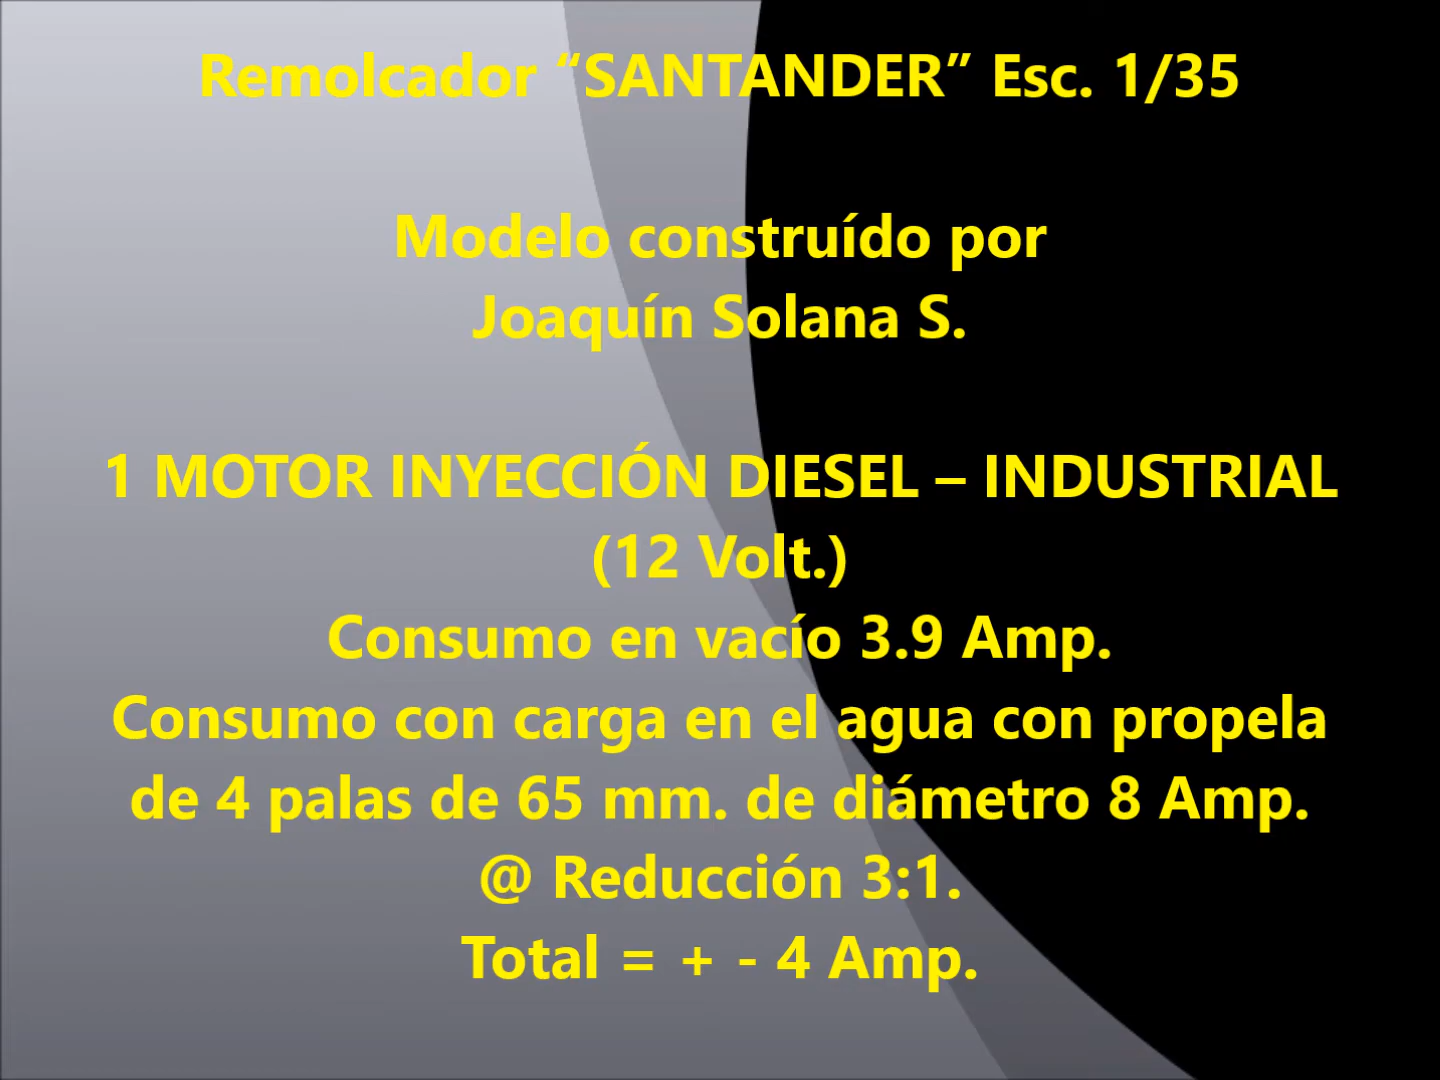 Remolcador “SANTANDER” Esc. 1/35
Modelo construído por
Joaquín Solana S.
1 MOTOR INYECCIÓN DIESEL – INDUSTRIAL
(12 Volt.)
Consumo en vacío 3.9 Amp.
Consumo con carga en el agua con propela
de 4 palas de 65 mm. de diámetro 8 Amp.
@ Reducción 3:1.
Total = + - 4 Amp.